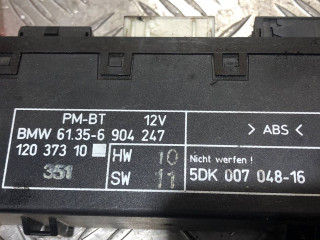 PM-BT 12V
BMW 61.35-6 904 247
> ABS <
120 373 10
HW 10
Nicht werfen!
351
SW 11
5DK 007 048-16